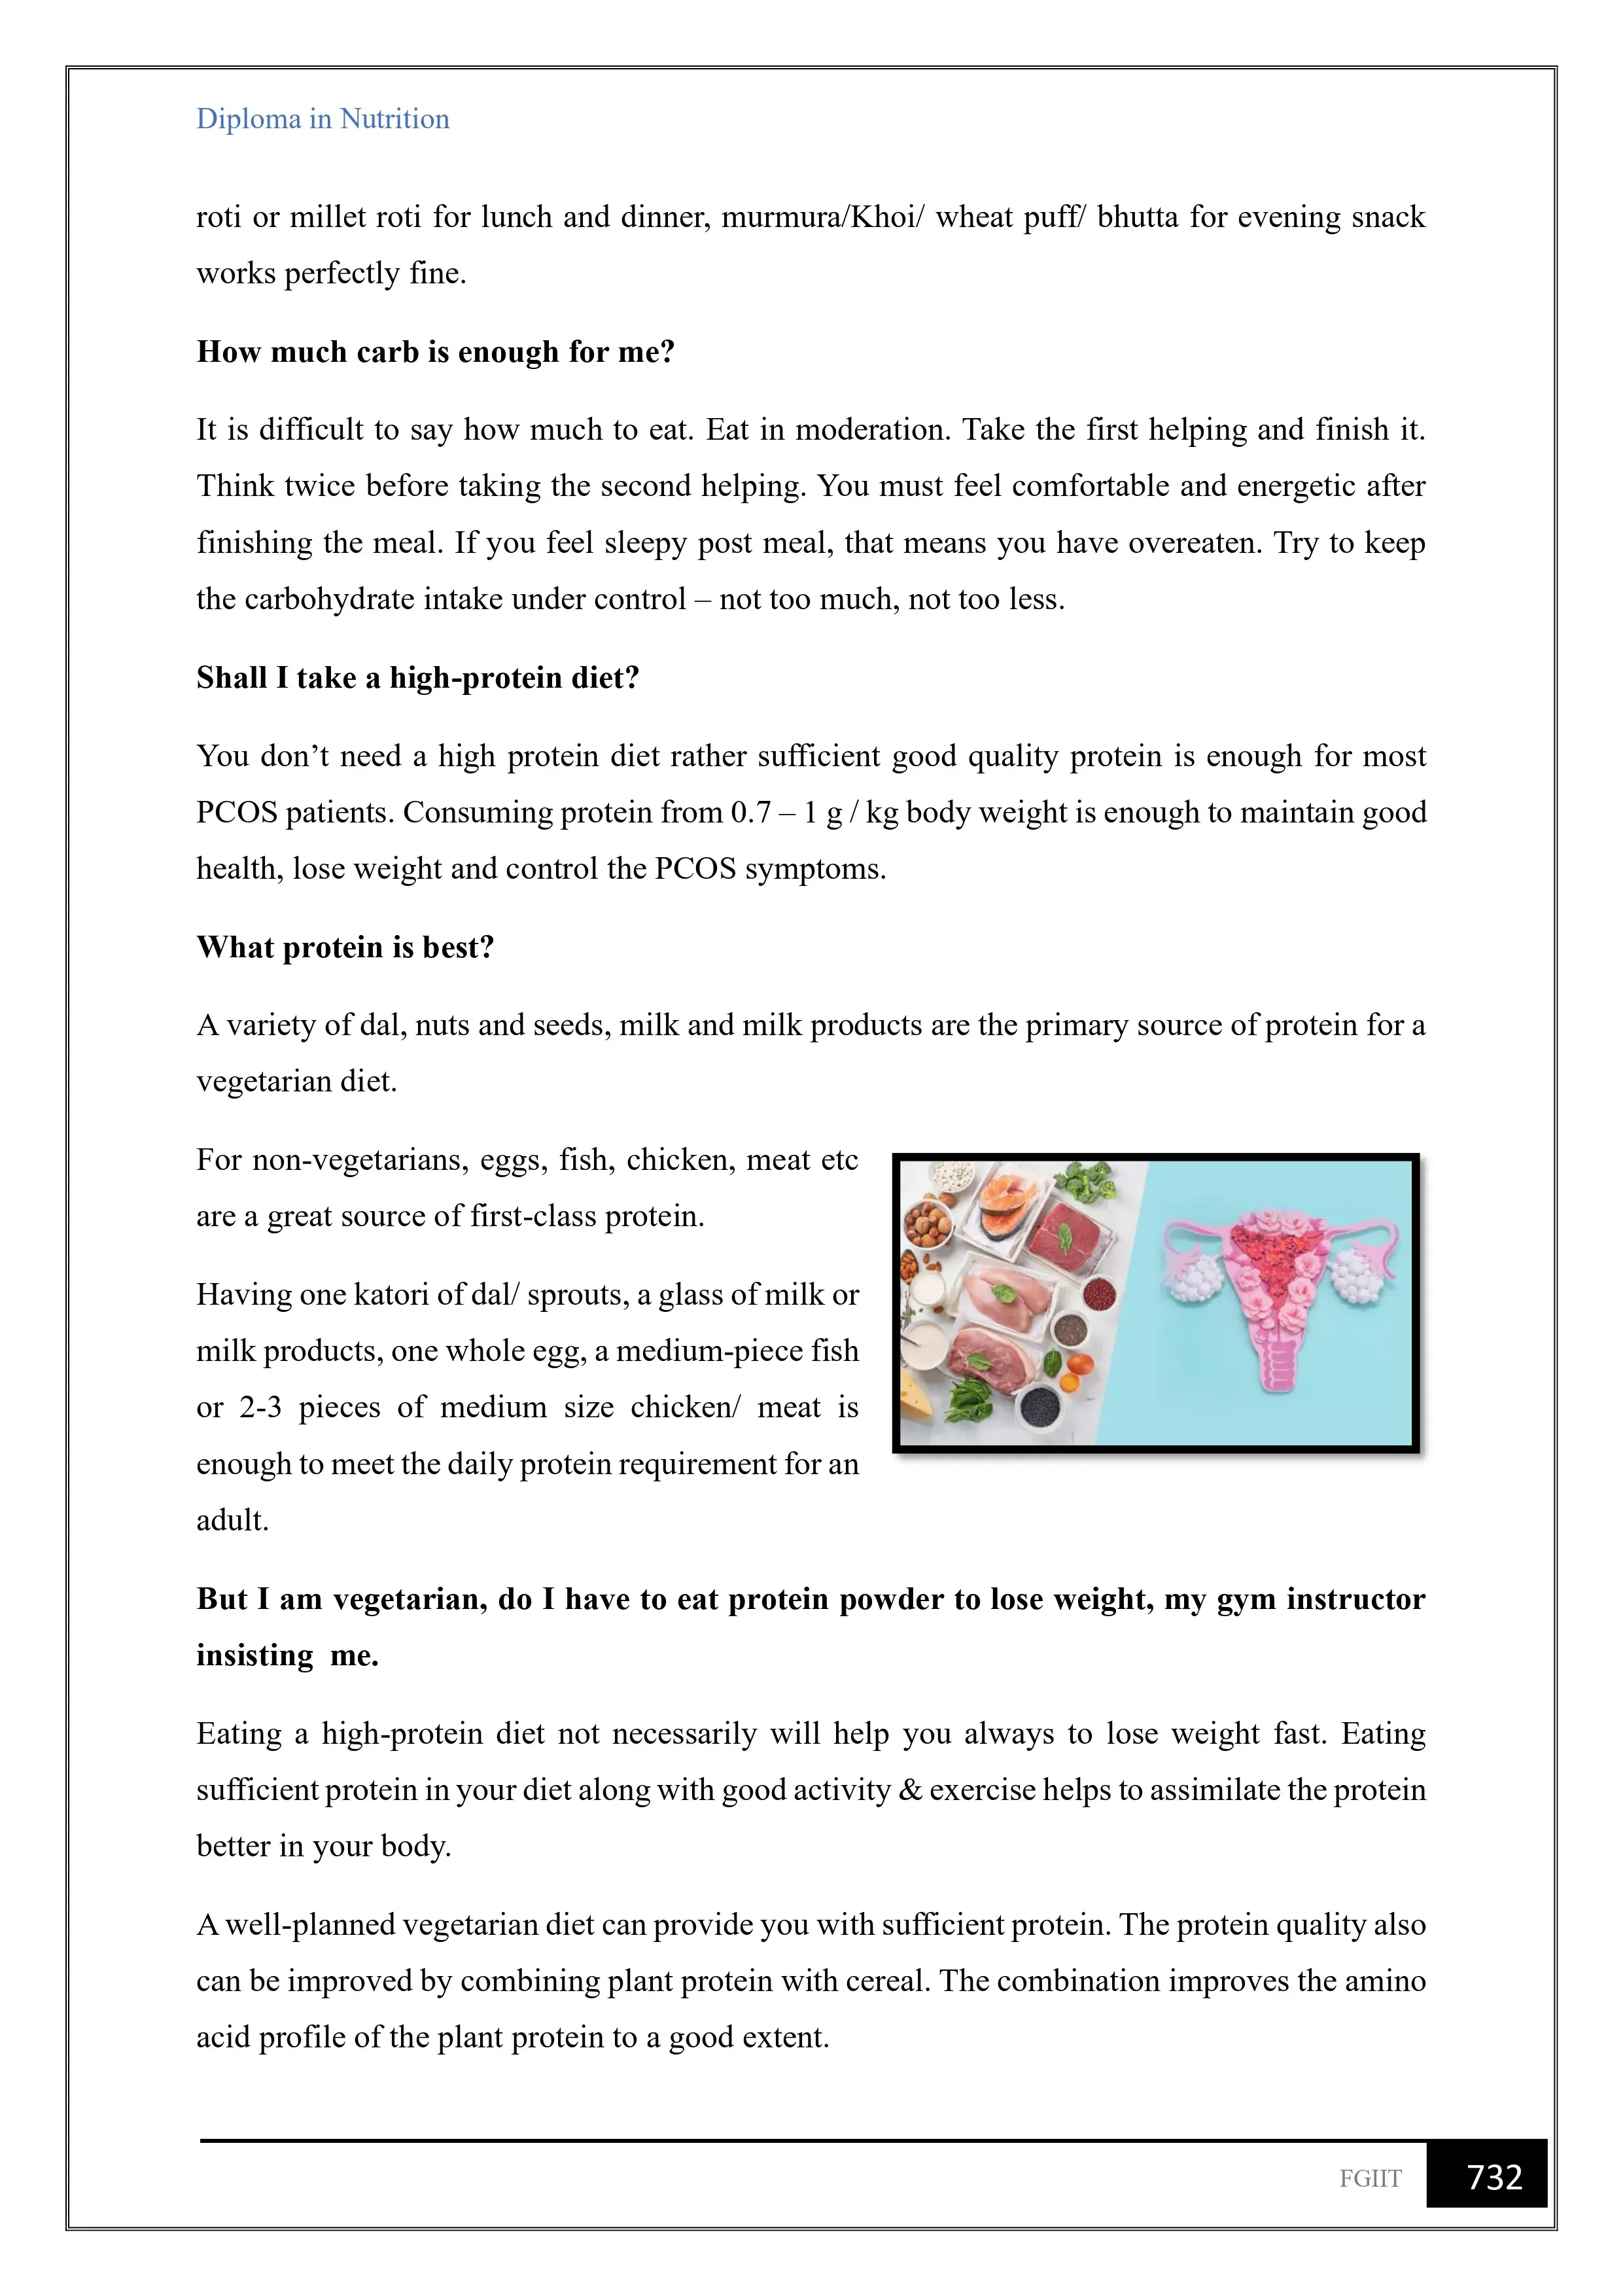 Diploma in Nutrition
roti or millet roti for lunch and dinner, murmura/Khoi/ wheat puff/ bhutta for evening snack
works perfectly fine.
How much carb is enough for me?
It is difficult to say how much to eat. Eat in moderation. Take the first helping and finish it.
Think twice before taking the second helping. You must feel comfortable and energetic after
finishing the meal. If you feel sleepy post meal, that means you have overeaten. Try to keep
the carbohydrate intake under control – not too much, not too less.
Shall I take a high-protein diet?
You don’t need a high protein diet rather sufficient good quality protein is enough for most
PCOS patients. Consuming protein from 0.7 – 1 g / kg body weight is enough to maintain good
health, lose weight and control the PCOS symptoms.
What protein is best?
A variety of dal, nuts and seeds, milk and milk products are the primary source of protein for a
vegetarian diet.
For non-vegetarians, eggs, fish, chicken, meat etc
are a great source of first-class protein.
Having one katori of dal/ sprouts, a glass of milk or
milk products, one whole egg, a medium-piece fish
or 2-3 pieces of medium size chicken/ meat is
enough to meet the daily protein requirement for an
adult.
But I am vegetarian, do I have to eat protein powder to lose weight, my gym instructor
insisting  me.
Eating a high-protein diet not necessarily will help you always to lose weight fast. Eating
sufficient protein in your diet along with good activity & exercise helps to assimilate the protein
better in your body.
A well-planned vegetarian diet can provide you with sufficient protein. The protein quality also
can be improved by combining plant protein with cereal. The combination improves the amino
acid profile of the plant protein to a good extent.
FGIIT 732